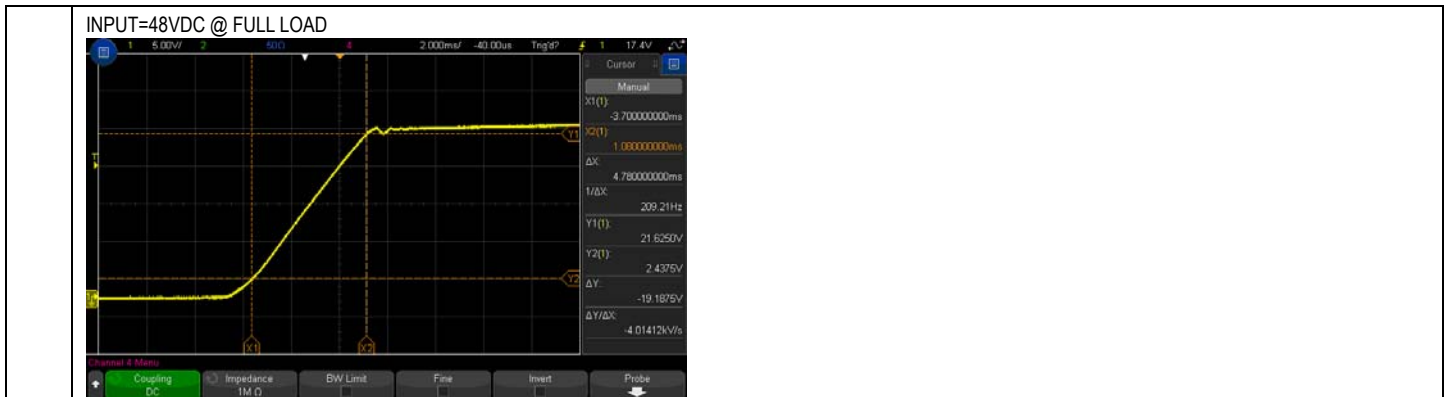 INPUT=48VDC @ FULL LOAD
1 5.00V/ 2 50Ω 4 2.000ms/ -40.00us Trig'd? 1 17.4V
Cursor
Manual
X1(1):
-3.700000000ms
X2(1):
1.080000000ms
ΔX:
4.780000000ms
1/ΔX:
209.21Hz
Y1(1):
21.6250V
Y2(1):
2.4375V
ΔY:
-19.1875V
ΔY/ΔX:
-4.01412kV/s
Y1
T
Y2
X1 X2
Channel 4 Menu
Coupling Impedance BW Limit Fine Invert Probe
DC 1M Ω